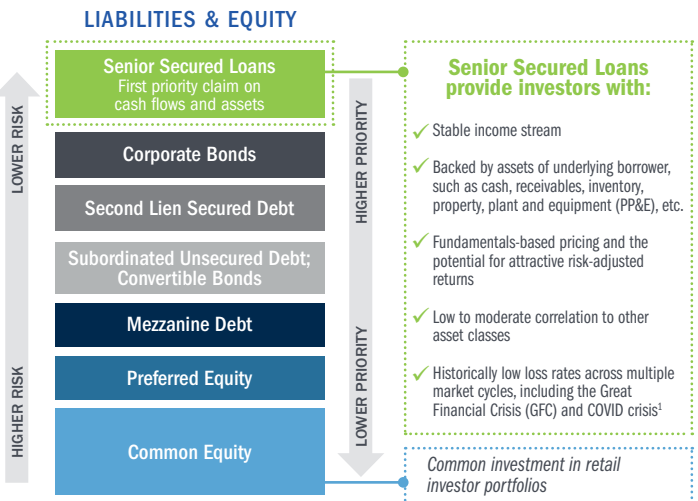 LIABILITIES & EQUITY
LOWER RISK
HIGHER RISK
Senior Secured Loans
First priority claim on
cash flows and assets
Corporate Bonds
Second Lien Secured Debt
Subordinated Unsecured Debt;
Convertible Bonds
Mezzanine Debt
Preferred Equity
Common Equity
HIGHER PRIORITY
LOWER PRIORITY
Senior Secured Loans
provide investors with:
Stable income stream
Backed by assets of underlying borrower,
such as cash, receivables, inventory,
property, plant and equipment (PP&E), etc.
Fundamentals-based pricing and the
potential for attractive risk-adjusted
returns
Low to moderate correlation to other
asset classes
Historically low loss rates across multiple
market cycles, including the Great
Financial Crisis (GFC) and COVID crisis¹
Common investment in retail
investor portfolios